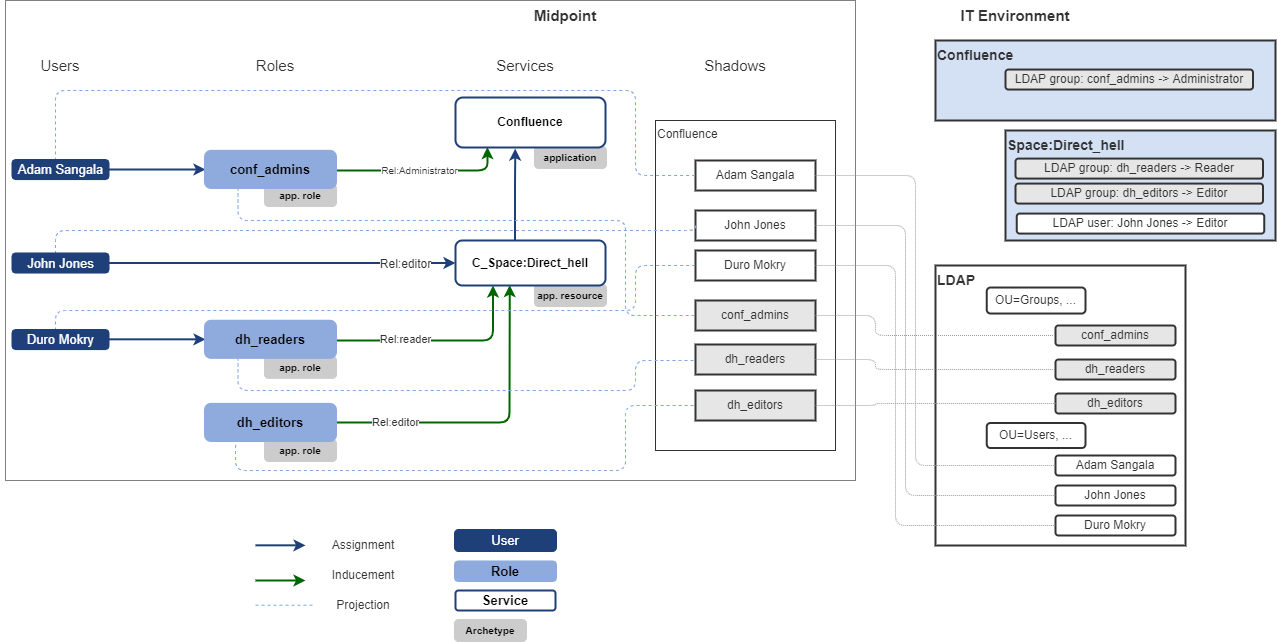 Midpoint
Users
Roles
Services
Shadows
Adam Sangala
conf_admins
app. role
Rel:Administrator
Confluence
application
John Jones
Rel:editor
C_Space:Direct_hell
app. resource
Duro Mokry
dh_readers
app. role
Rel:reader
dh_editors
app. role
Rel:editor
Confluence
Adam Sangala
John Jones
Duro Mokry
conf_admins
dh_readers
dh_editors
IT Environment
Confluence
LDAP group: conf_admins -> Administrator
Space:Direct_hell
LDAP group: dh_readers -> Reader
LDAP group: dh_editors -> Editor
LDAP user: John Jones -> Editor
LDAP
OU=Groups, ...
conf_admins
dh_readers
dh_editors
OU=Users, ...
Adam Sangala
John Jones
Duro Mokry
Assignment
Inducement
Projection
User
Role
Service
Archetype